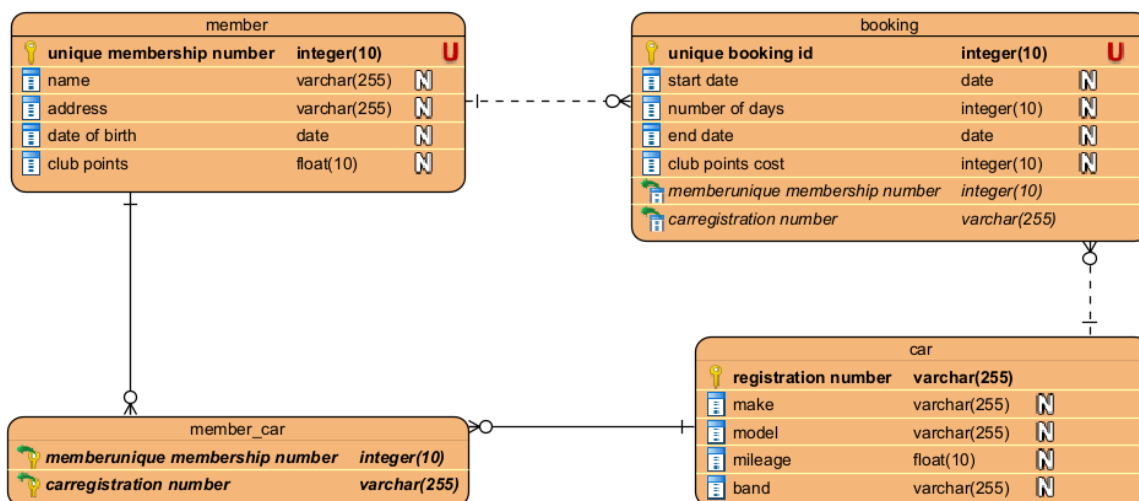 member
unique membership number integer(10) U
name varchar(255) N
address varchar(255) N
date of birth date N
club points float(10) N
booking
unique booking id integer(10) U
start date date N
number of days integer(10) N
end date date N
club points cost integer(10) N
memberunique membership number integer(10)
carregistration number varchar(255)
member_car
memberunique membership number integer(10)
carregistration number varchar(255)
car
registration number varchar(255)
make varchar(255) N
model varchar(255) N
mileage float(10) N
band varchar(255) N